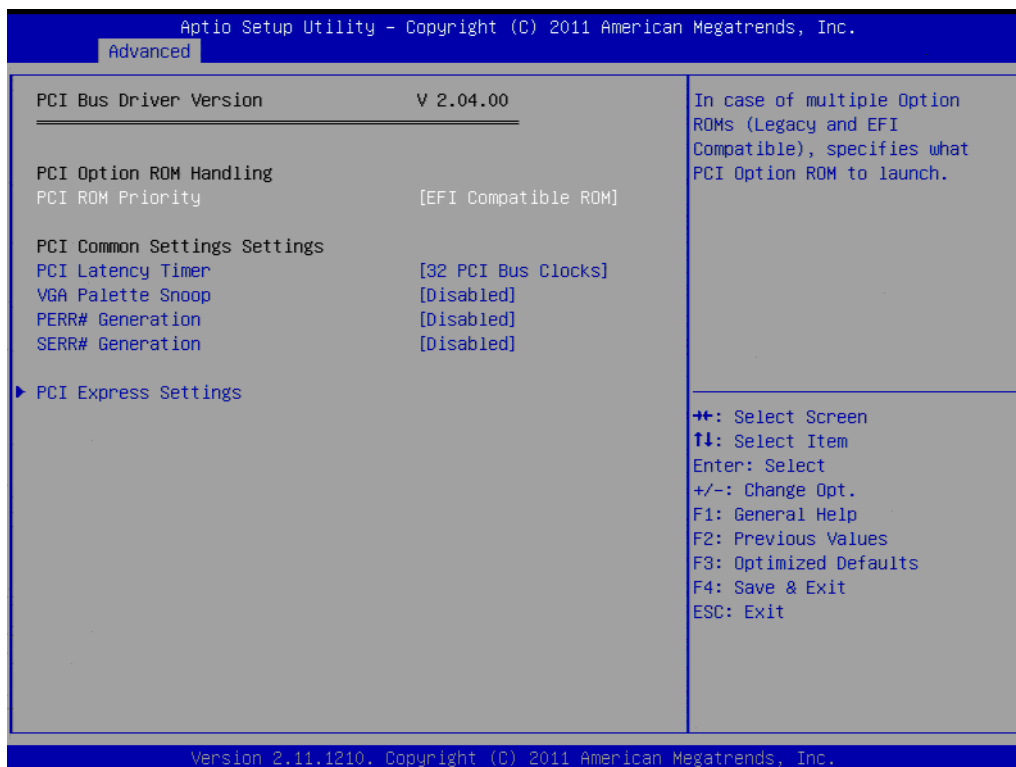 Aptio Setup Utility – Copyright (C) 2011 American Megatrends, Inc.
Advanced
PCI Bus Driver Version V 2.04.00
PCI Option ROM Handling
PCI ROM Priority [EFI Compatible ROM]
PCI Common Settings Settings
PCI Latency Timer [32 PCI Bus Clocks]
VGA Palette Snoop [Disabled]
PERR# Generation [Disabled]
SERR# Generation [Disabled]
▶ PCI Express Settings
In case of multiple Option
ROMs (Legacy and EFI
Compatible), specifies what
PCI Option ROM to launch.
→←: Select Screen
↑↓: Select Item
Enter: Select
+/-: Change Opt.
F1: General Help
F2: Previous Values
F3: Optimized Defaults
F4: Save & Exit
ESC: Exit
Version 2.11.1210. Copyright (C) 2011 American Megatrends, Inc.